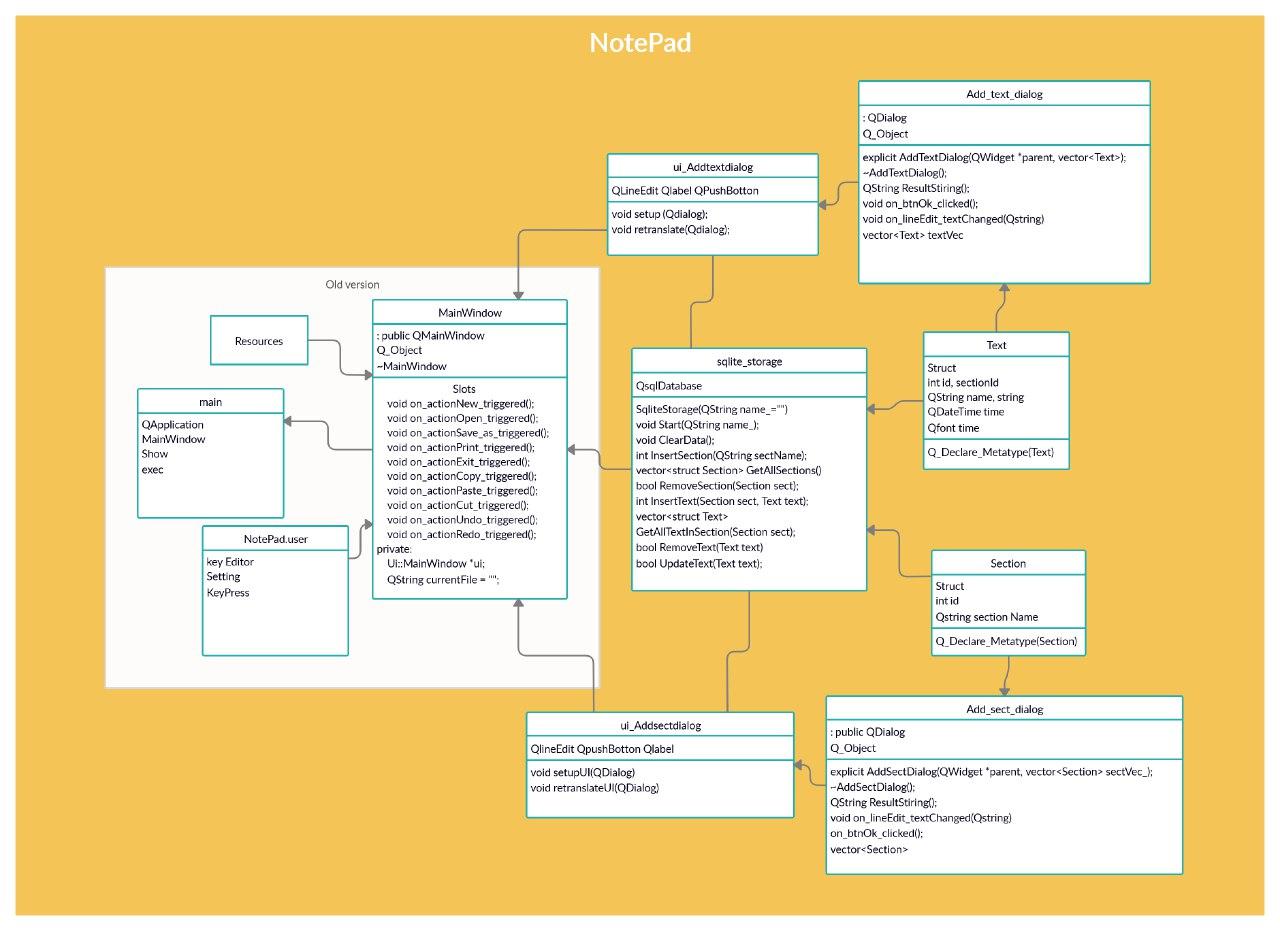 NotePad
Add_text_dialog
: QDialog
Q_Object
explicit AddTextDialog(QWidget *parent, vector<Text>);
~AddTextDialog();
QString ResultStiring();
void on_btnOk_clicked();
void on_lineEdit_textChanged(Qstring)
vector<Text> textVec
ui_Addtextdialog
QLineEdit Qlabel QPushBotton
void setup (Qdialog);
void retranslate(Qdialog);
Old version
MainWindow
: public QMainWindow
Q_Object
~MainWindow
Slots
void on_actionNew_triggered();
void on_actionOpen_triggered();
void on_actionSave_as_triggered();
void on_actionPrint_triggered();
void on_actionExit_triggered();
void on_actionCopy_triggered();
void on_actionPaste_triggered();
void on_actionCut_triggered();
void on_actionUndo_triggered();
void on_actionRedo_triggered();
private:
Ui::MainWindow *ui;
QString currentFile = "";
Resources
main
QApplication
MainWindow
Show
exec
NotePad.user
key Editor
Setting
KeyPress
sqlite_storage
QsqlDatabase
SqliteStorage(QString name_="")
void Start(QString name_);
void ClearData();
int InsertSection(QString sectName);
vector<struct Section> GetAllSections()
bool RemoveSection(Section sect);
int InsertText(Section sect, Text text);
vector<struct Text>
GetAllTextInSection(Section sect);
bool RemoveText(Text text)
bool UpdateText(Text text);
Text
Struct
int id, sectionId
QString name, string
QDateTime time
Qfont time
Q_Declare_Metatype(Text)
Section
Struct
int id
Qstring section Name
Q_Declare_Metatype(Section)
ui_Addsectdialog
QlineEdit QpushBotton Qlabel
void setupUI(QDialog)
void retranslateUI(QDialog)
Add_sect_dialog
: public QDialog
Q_Object
explicit AddSectDialog(QWidget *parent, vector<Section> sectVec_);
~AddSectDialog();
QString ResultStiring();
void on_lineEdit_textChanged(Qstring)
on_btnOk_clicked();
vector<Section>